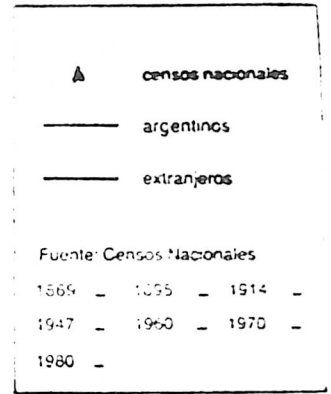 censos nacionales
argentinos
extranjeros
Fuente: Censos Nacionales
1869 _ 1895 _ 1914 _
1947 _ 1960 _ 1970 _
1980 _